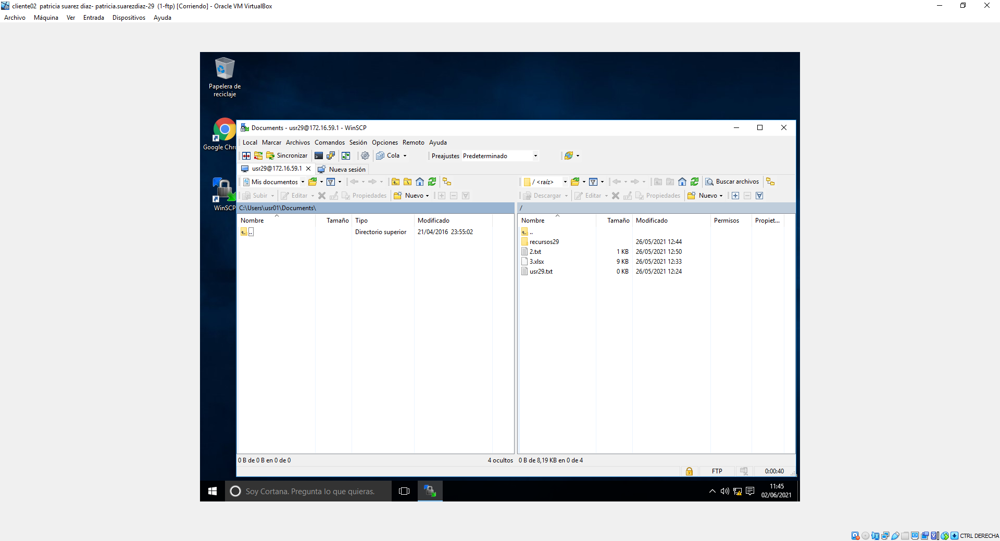 cliente02  patricia suarez diaz- patricia.suarezdiaz-29  (1-ftp) [Corriendo] - Oracle VM VirtualBox
Archivo Máquina Ver Entrada Dispositivos Ayuda
Papelera de
reciclaje
Google Chro
WinSCP
Documents - usr29@172.16.59.1 - WinSCP
Local Marcar Archivos Comandos Sesión Opciones Remoto Ayuda
Sincronizar Cola Preajustes Predeterminado
usr29@172.16.59.1 Nueva sesión
Mis documentos / <raíz> Buscar archivos
Subir Editar Propiedades Nuevo Descargar Editar Propiedades Nuevo
C:\Users\usr01\Documents\ /
Nombre Tamaño Tipo Modificado Nombre Tamaño Modificado Permisos Propiet...
.. Directorio superior 21/04/2016 23:55:02 ..
recursos29 26/05/2021 12:44
2.txt 1 KB 26/05/2021 12:50
3.xlsx 9 KB 26/05/2021 12:33
usr29.txt 0 KB 26/05/2021 12:24
0 B de 0 B en 0 de 0 4 ocultos 0 B de 8,19 KB en 0 de 4
FTP 0:00:40
Soy Cortana. Pregunta lo que quieras. 11:45
02/06/2021
CTRL DERECHA